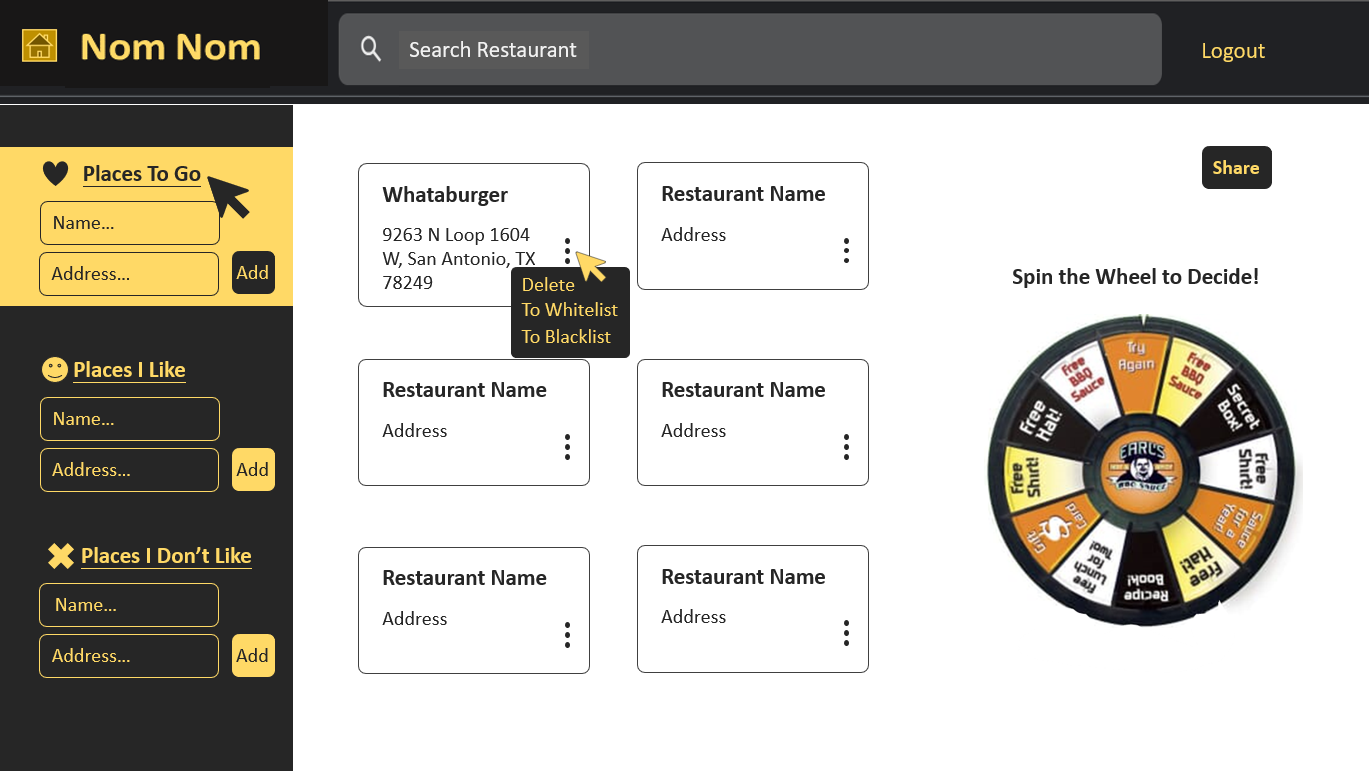 Nom Nom
Search Restaurant
Logout
Places To Go
Name...
Address...
Add
Places I Like
Name...
Address...
Add
Places I Don’t Like
Name...
Address...
Add
Whataburger
9263 N Loop 1604
W, San Antonio, TX
78249
Delete
To Whitelist
To Blacklist
Restaurant Name
Address
Restaurant Name
Address
Restaurant Name
Address
Restaurant Name
Address
Restaurant Name
Address
Share
Spin the Wheel to Decide!
Try
Again
Free
BBQ
Sauce
Secret
Box!
Free
Shirt!
Sauce
for a
Year!
Free
Hat!
Recipe
Book!
Free
Lunch
for
Two!
Gift
$
Card
Free
Shirt!
Free
Hat!
Free
BBQ
Sauce
EARL'S
BBQ SAUCE